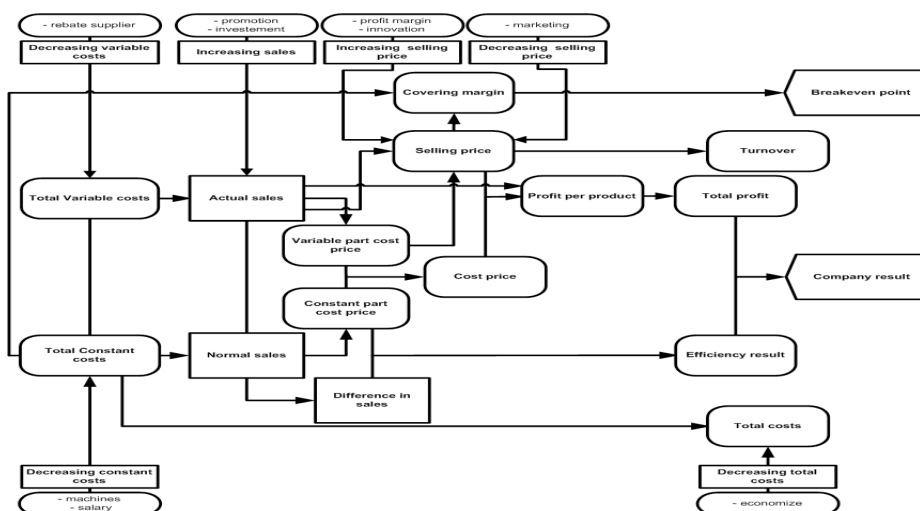 - rebate supplier
Decreasing variable
costs
- promotion
- investement
Increasing sales
- profit margin
- innovation
Increasing selling
price
- marketing
Decreasing selling
price
Covering margin
Breakeven point
Selling price
Turnover
Total Variable costs
Actual sales
Profit per product
Total profit
Variable part cost
price
Cost price
Company result
Constant part
cost price
Total Constant
costs
Normal sales
Efficiency result
Difference in
sales
Total costs
Decreasing constant
costs
- machines
- salary
Decreasing total
costs
- economize